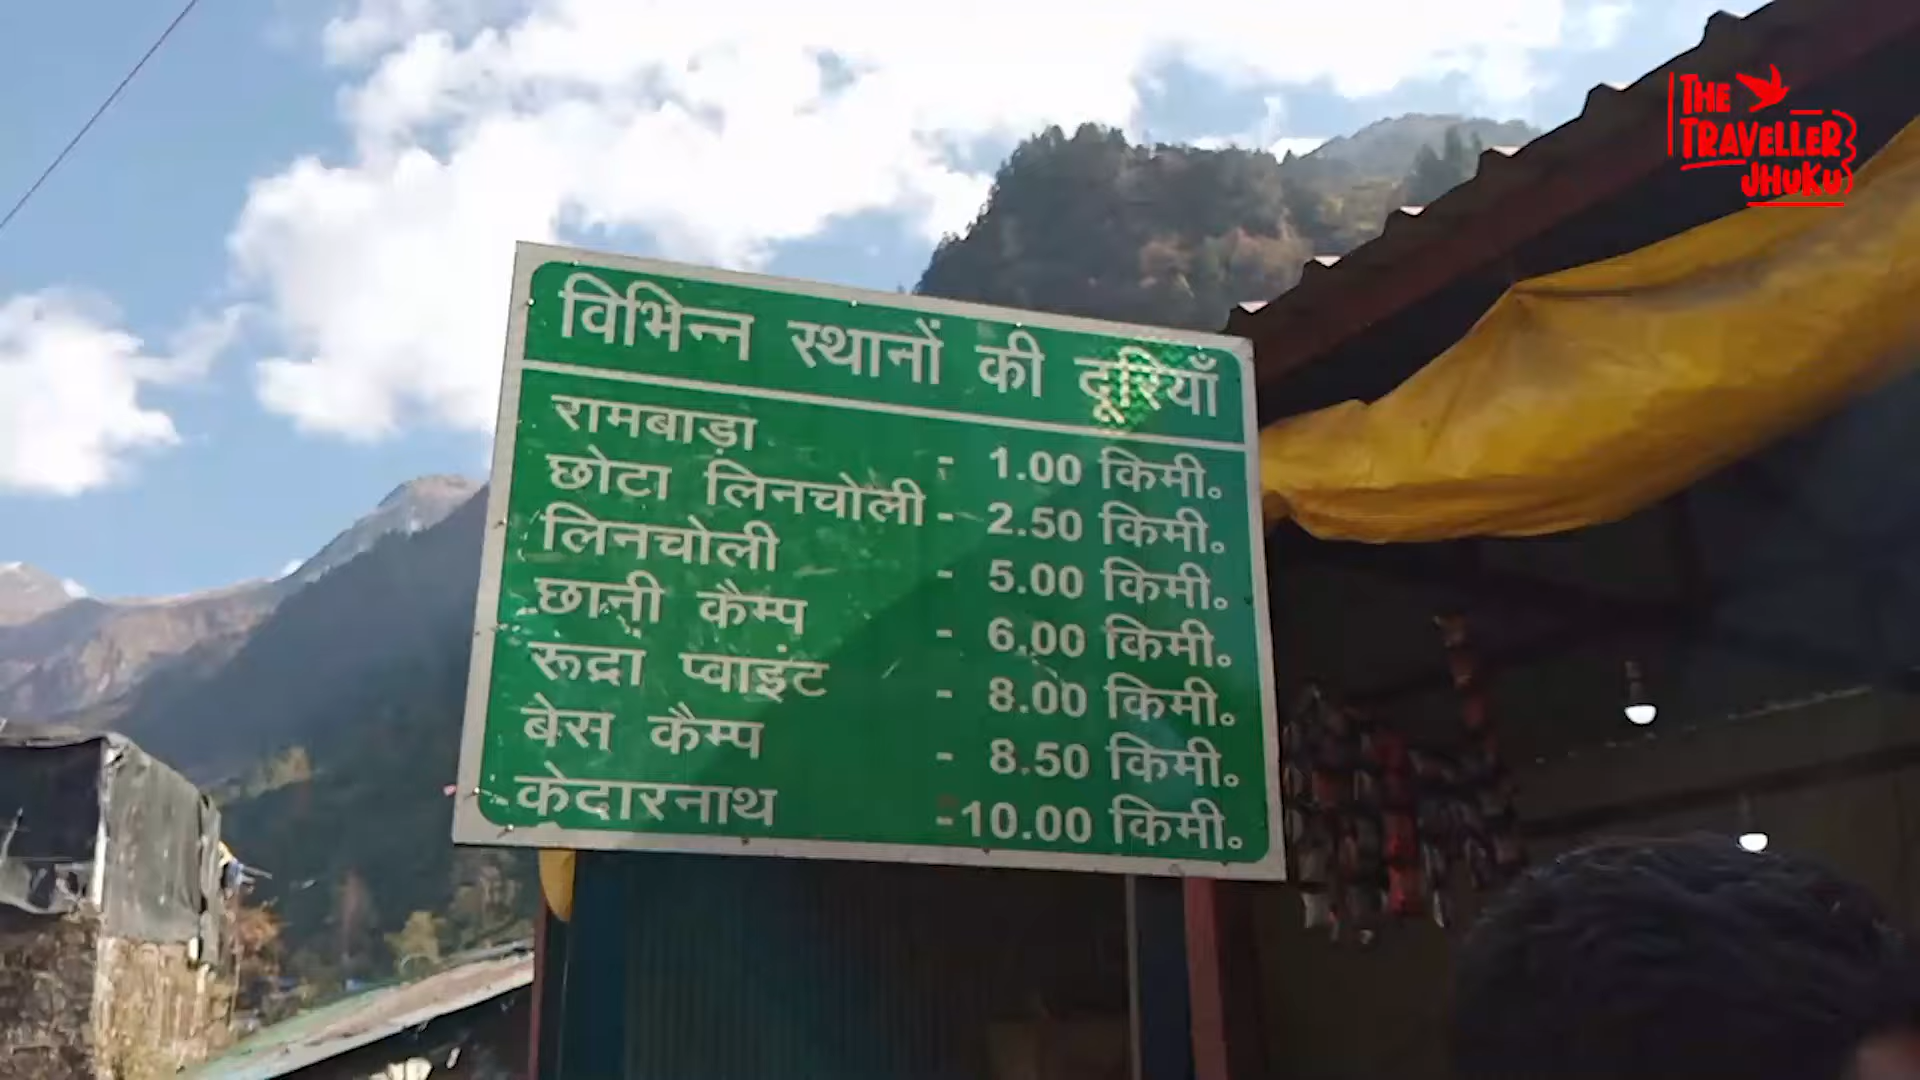 THE
TRAVELLER
JHUKU
विभिन्न स्थानों की दूरियाँ
रामबाड़ा - 1.00 किमी.
छोटा लिनचोली - 2.50 किमी.
लिनचोली - 5.00 किमी.
छानी कैम्प - 6.00 किमी.
रूद्रा प्वाइंट - 8.00 किमी.
बेस कैम्प - 8.50 किमी.
केदारनाथ -10.00 किमी.